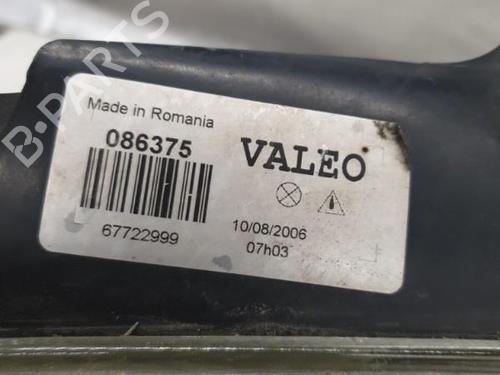 Made in Romania
086375
VALEO
67722999
10/08/2006
07h03
B-PARTS